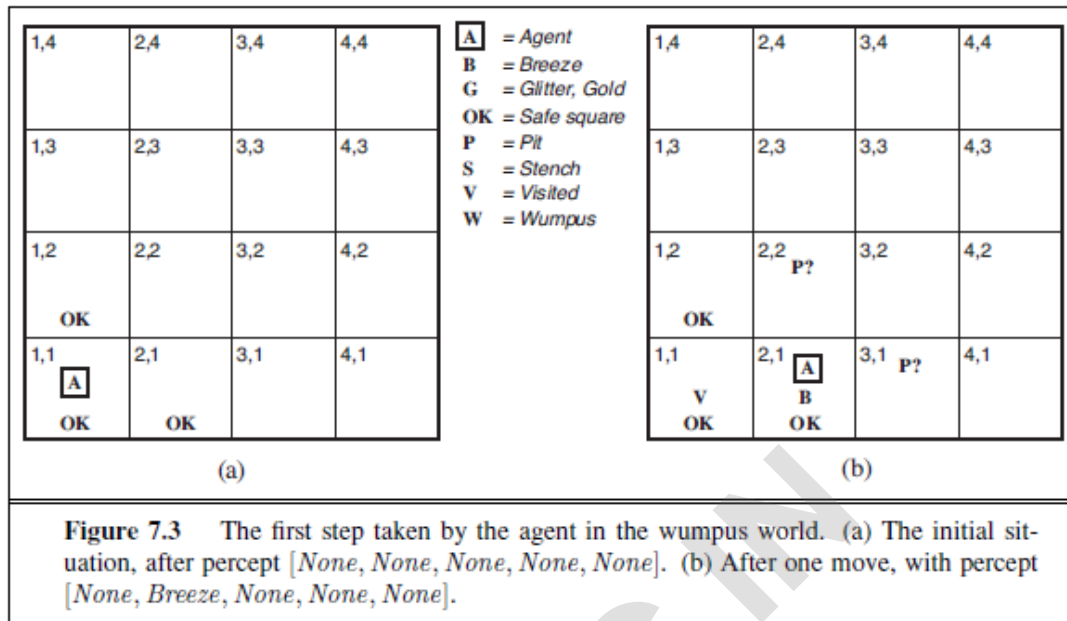 1,4 2,4 3,4 4,4
1,3 2,3 3,3 4,3
1,2 2,2 3,2 4,2
OK
1,1 2,1 3,1 4,1
A
OK OK
(a)
A = Agent
B = Breeze
G = Glitter, Gold
OK = Safe square
P = Pit
S = Stench
V = Visited
W = Wumpus
1,4 2,4 3,4 4,4
1,3 2,3 3,3 4,3
1,2 2,2 3,2 4,2
P?
OK
1,1 2,1 3,1 4,1
A P?
V B
OK OK
(b)
Figure 7.3 The first step taken by the agent in the wumpus world. (a) The initial sit-
uation, after percept [None, None, None, None, None]. (b) After one move, with percept
[None, Breeze, None, None, None].